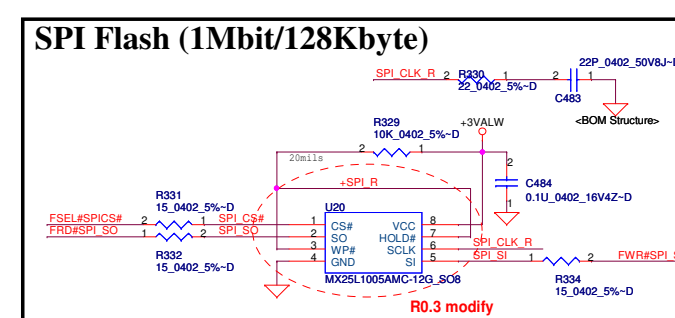 SPI Flash (1Mbit/128Kbyte)
22P_0402_50V8J~D
SPI_CLK_R 2 R330 1 2 1
22_0402_5%~D
C483
<BOM Structure>
R329
10K_0402_5%~D
+3VALW
2 1
20mils
2
+SPI_R
C484
1
0.1U_0402_16V4Z~D
R331
15_0402_5%~D
U20
FSEL#SPICS# 2 1 SPI_CS# 1 CS# VCC 8
FRD#SPI_SO 1 2 SPI_SO 2 SO HOLD# 7
3 WP# SCLK 6 SPI_CLK_R
4 GND SI 5 SPI_SI 1 2
R332
15_0402_5%~D
MX25L1005AMC-12G_SO8
R334
15_0402_5%~D
R0.3 modify